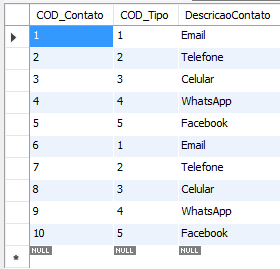 COD_Contato COD_Tipo DescricaoContato
1 1 Email
2 2 Telefone
3 3 Celular
4 4 WhatsApp
5 5 Facebook
6 1 Email
7 2 Telefone
8 3 Celular
9 4 WhatsApp
10 5 Facebook
NULL NULL NULL